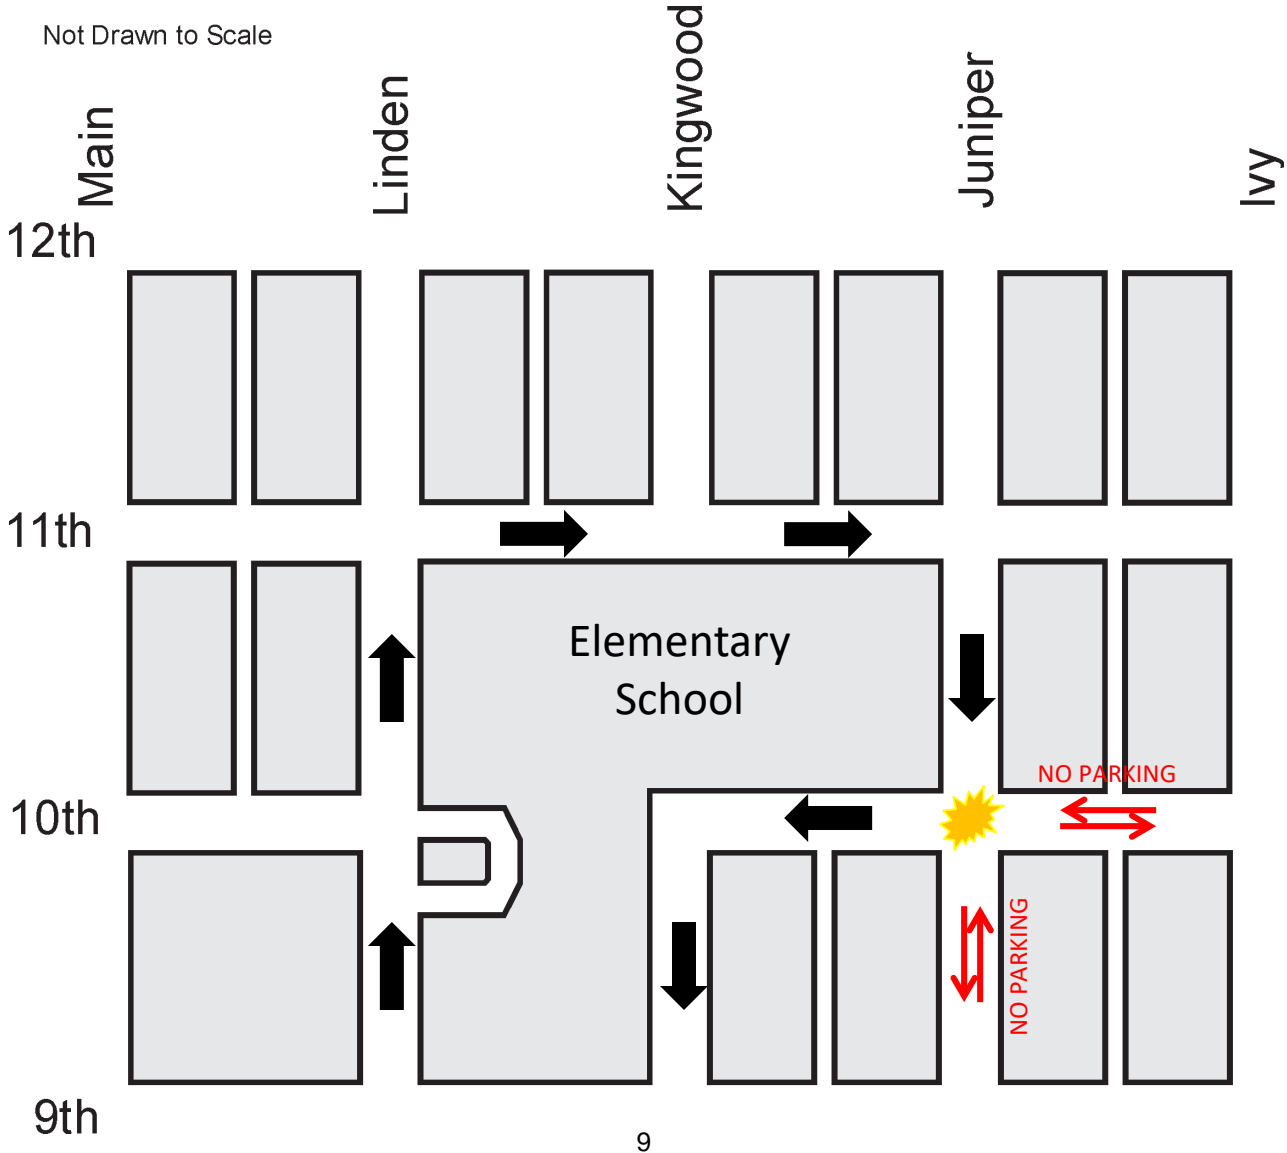 Not Drawn to Scale
Main
Linden
Kingwood
Juniper
Ivy
12th
11th
Elementary
School
NO PARKING
10th
NO PARKING
9th
9